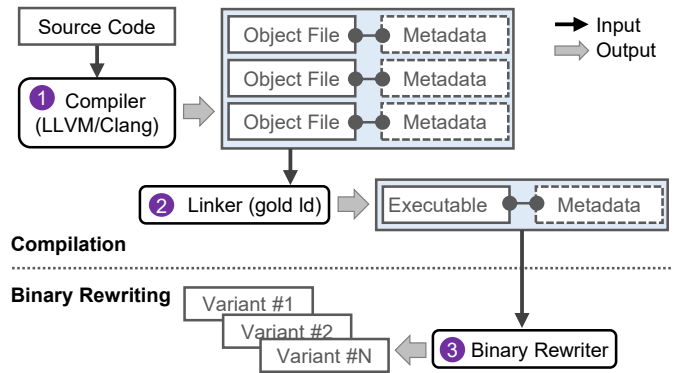 Source Code
Object File
Metadata
Input
Output
1 Compiler
(LLVM/Clang)
Object File
Metadata
Object File
Metadata
2 Linker (gold ld)
Executable
Metadata
Compilation
Binary Rewriting
Variant #1
Variant #2
Variant #N
3 Binary Rewriter